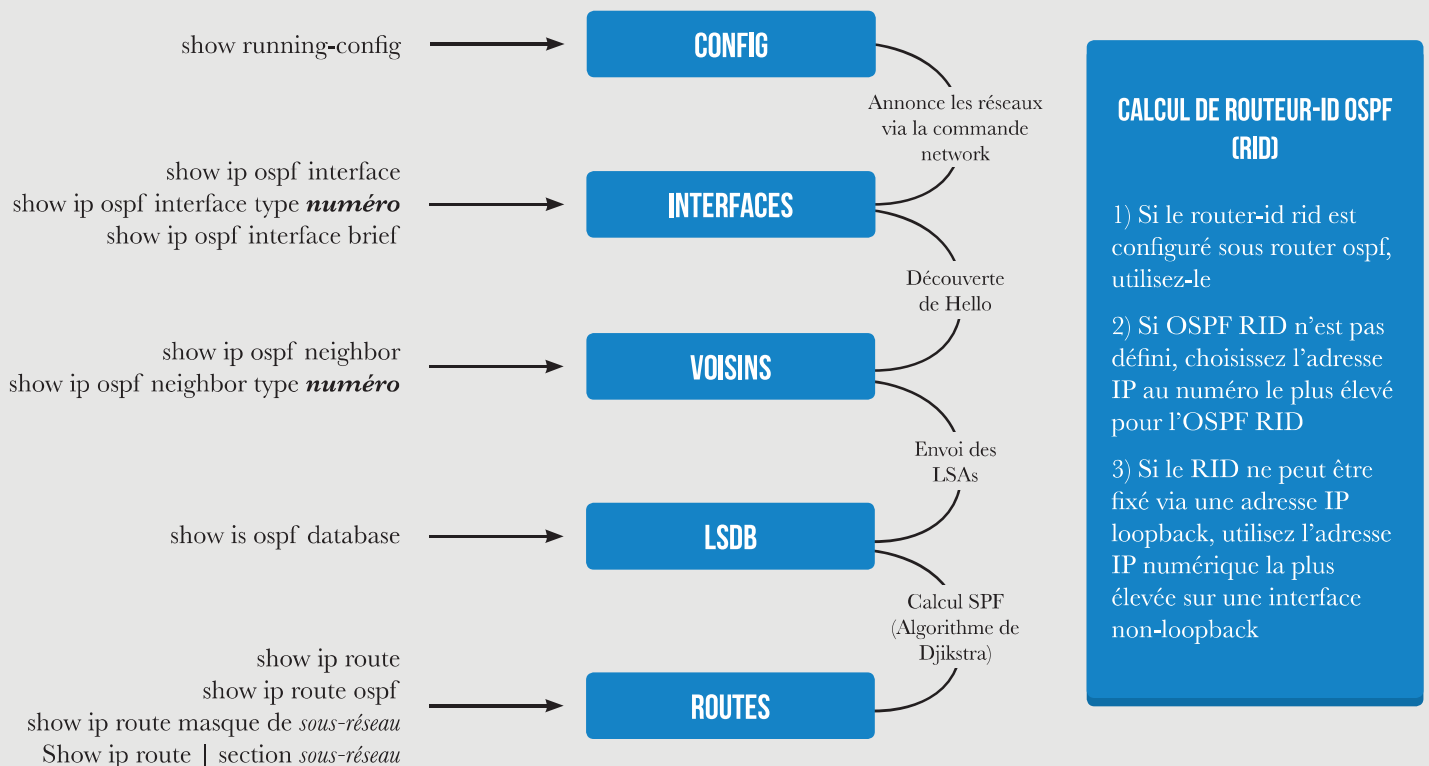 show running-config
CONFIG
Annonce les réseaux
via la commande
network
show ip ospf interface
show ip ospf interface type numéro
show ip ospf interface brief
INTERFACES
Découverte
de Hello
show ip ospf neighbor
show ip ospf neighbor type numéro
VOISINS
Envoi des
LSAs
show is ospf database
LSDB
Calcul SPF
(Algorithme de
Djikstra)
show ip route
show ip route ospf
show ip route masque de sous-réseau
Show ip route | section sous-réseau
ROUTES
CALCUL DE ROUTEUR-ID OSPF
(RID)
1) Si le router-id rid est
configuré sous router ospf,
utilisez-le
2) Si OSPF RID n’est pas
défini, choisissez l’adresse
IP au numéro le plus élevé
pour l’OSPF RID
3) Si le RID ne peut être
fixé via une adresse IP
loopback, utilisez l’adresse
IP numérique la plus
élevée sur une interface
non-loopback